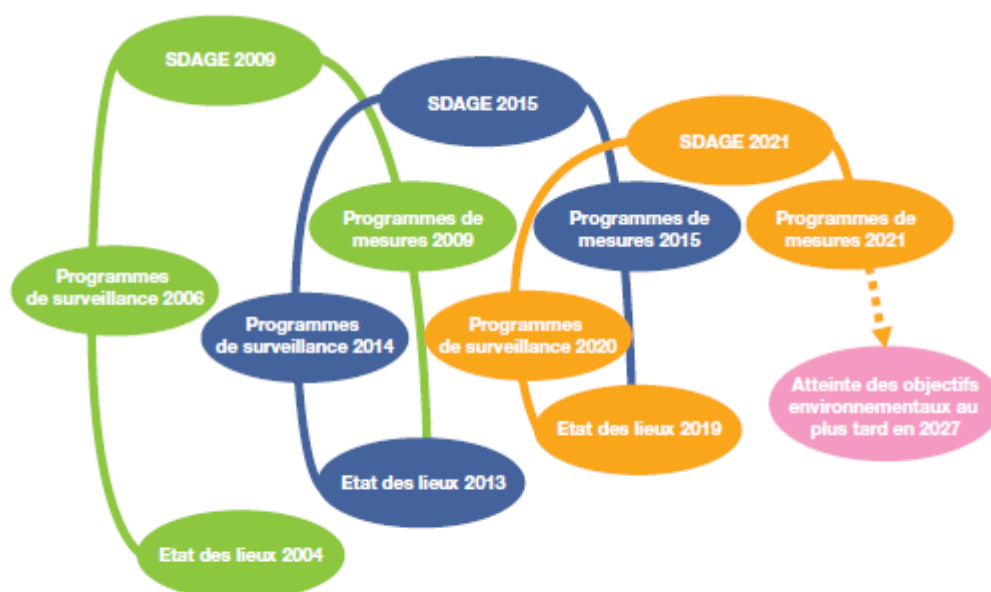 SDAGE 2009
SDAGE 2015
SDAGE 2021
Programmes de
mesures 2009
Programmes de
mesures 2015
Programmes de
mesures 2021
Programmes
de surveillance 2006
Programmes
de surveillance 2014
Programmes
de surveillance 2020
Atteinte des objectifs
environnementaux au
plus tard en 2027
Etat des lieux 2019
Etat des lieux 2013
Etat des lieux 2004